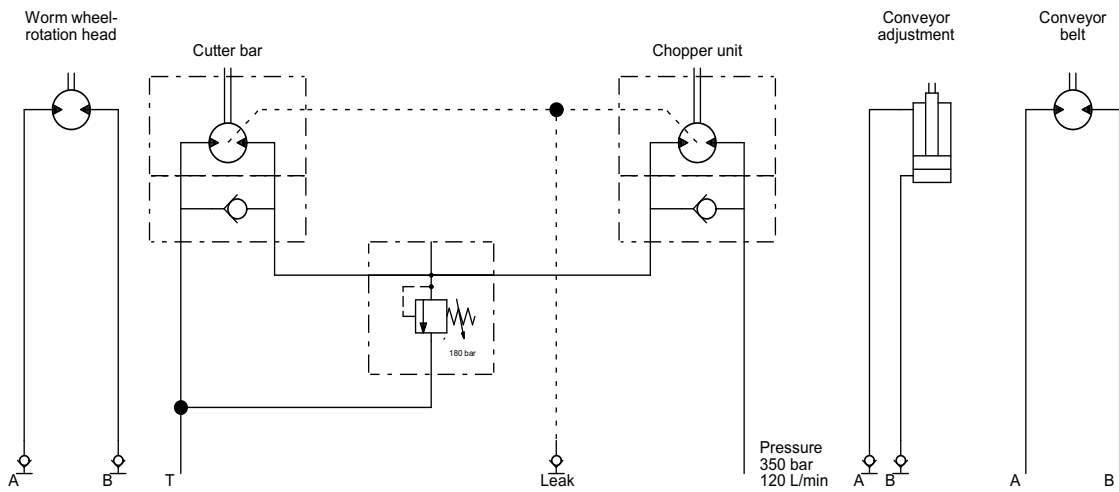 Worm wheel-
rotation head
Cutter bar
Chopper unit
Conveyor
adjustment
Conveyor
belt
180 bar
Pressure
350 bar
120 L/min
A
B
T
Leak
A
B
A
B